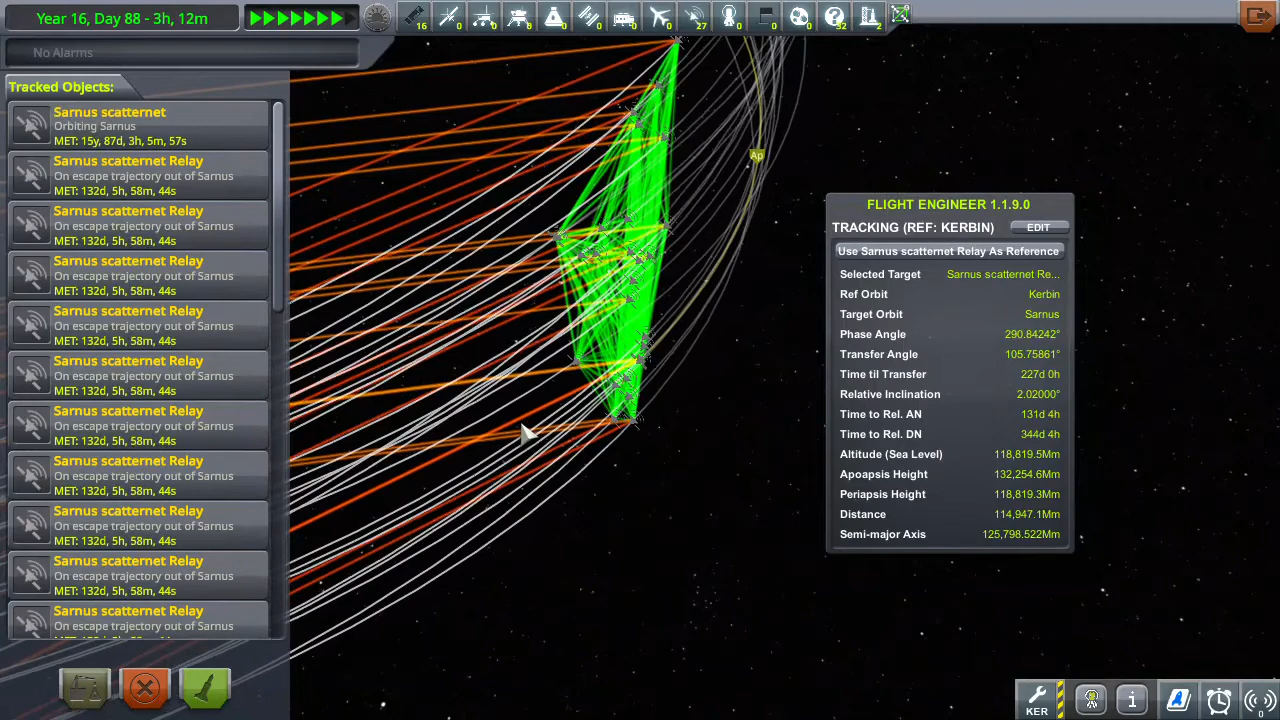 Year 16, Day 88 - 3h, 12m
16 0 0 0 0 0 0 0 27 0 0 0 32 2
No Alarms
Tracked Objects:
Sarnus scatternet
Orbiting Sarnus
MET: 15y, 87d, 3h, 5m, 57s
Sarnus scatternet Relay
On escape trajectory out of Sarnus
MET: 132d, 5h, 58m, 44s
Sarnus scatternet Relay
On escape trajectory out of Sarnus
MET: 132d, 5h, 58m, 44s
Sarnus scatternet Relay
On escape trajectory out of Sarnus
MET: 132d, 5h, 58m, 44s
Sarnus scatternet Relay
On escape trajectory out of Sarnus
MET: 132d, 5h, 58m, 44s
Sarnus scatternet Relay
On escape trajectory out of Sarnus
MET: 132d, 5h, 58m, 44s
Sarnus scatternet Relay
On escape trajectory out of Sarnus
MET: 132d, 5h, 58m, 44s
Sarnus scatternet Relay
On escape trajectory out of Sarnus
MET: 132d, 5h, 58m, 44s
Sarnus scatternet Relay
On escape trajectory out of Sarnus
MET: 132d, 5h, 58m, 44s
Sarnus scatternet Relay
On escape trajectory out of Sarnus
MET: 132d, 5h, 58m, 44s
Sarnus scatternet Relay
On escape trajectory out of Sarnus
Ap
FLIGHT ENGINEER 1.1.9.0
TRACKING (REF: KERBIN) EDIT
Use Sarnus scatternet Relay As Reference
Selected Target Sarnus scatternet Re...
Ref Orbit Kerbin
Target Orbit Sarnus
Phase Angle 290.84242°
Transfer Angle 105.75861°
Time til Transfer 227d 0h
Relative Inclination 2.02000°
Time to Rel. AN 131d 4h
Time to Rel. DN 344d 4h
Altitude (Sea Level) 118,819.5Mm
Apoapsis Height 132,254.6Mm
Periapsis Height 118,819.3Mm
Distance 114,947.1Mm
Semi-major Axis 125,798.522Mm
KER
0